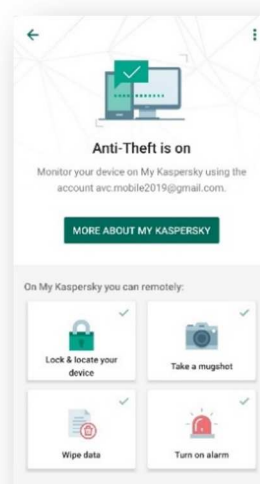 Anti-Theft is on
Monitor your device on My Kaspersky using the
account avc.mobile2019@gmail.com.
MORE ABOUT MY KASPERSKY
On My Kaspersky you can remotely:
Lock & locate your
device
Take a mugshot
Wipe data
Turn on alarm